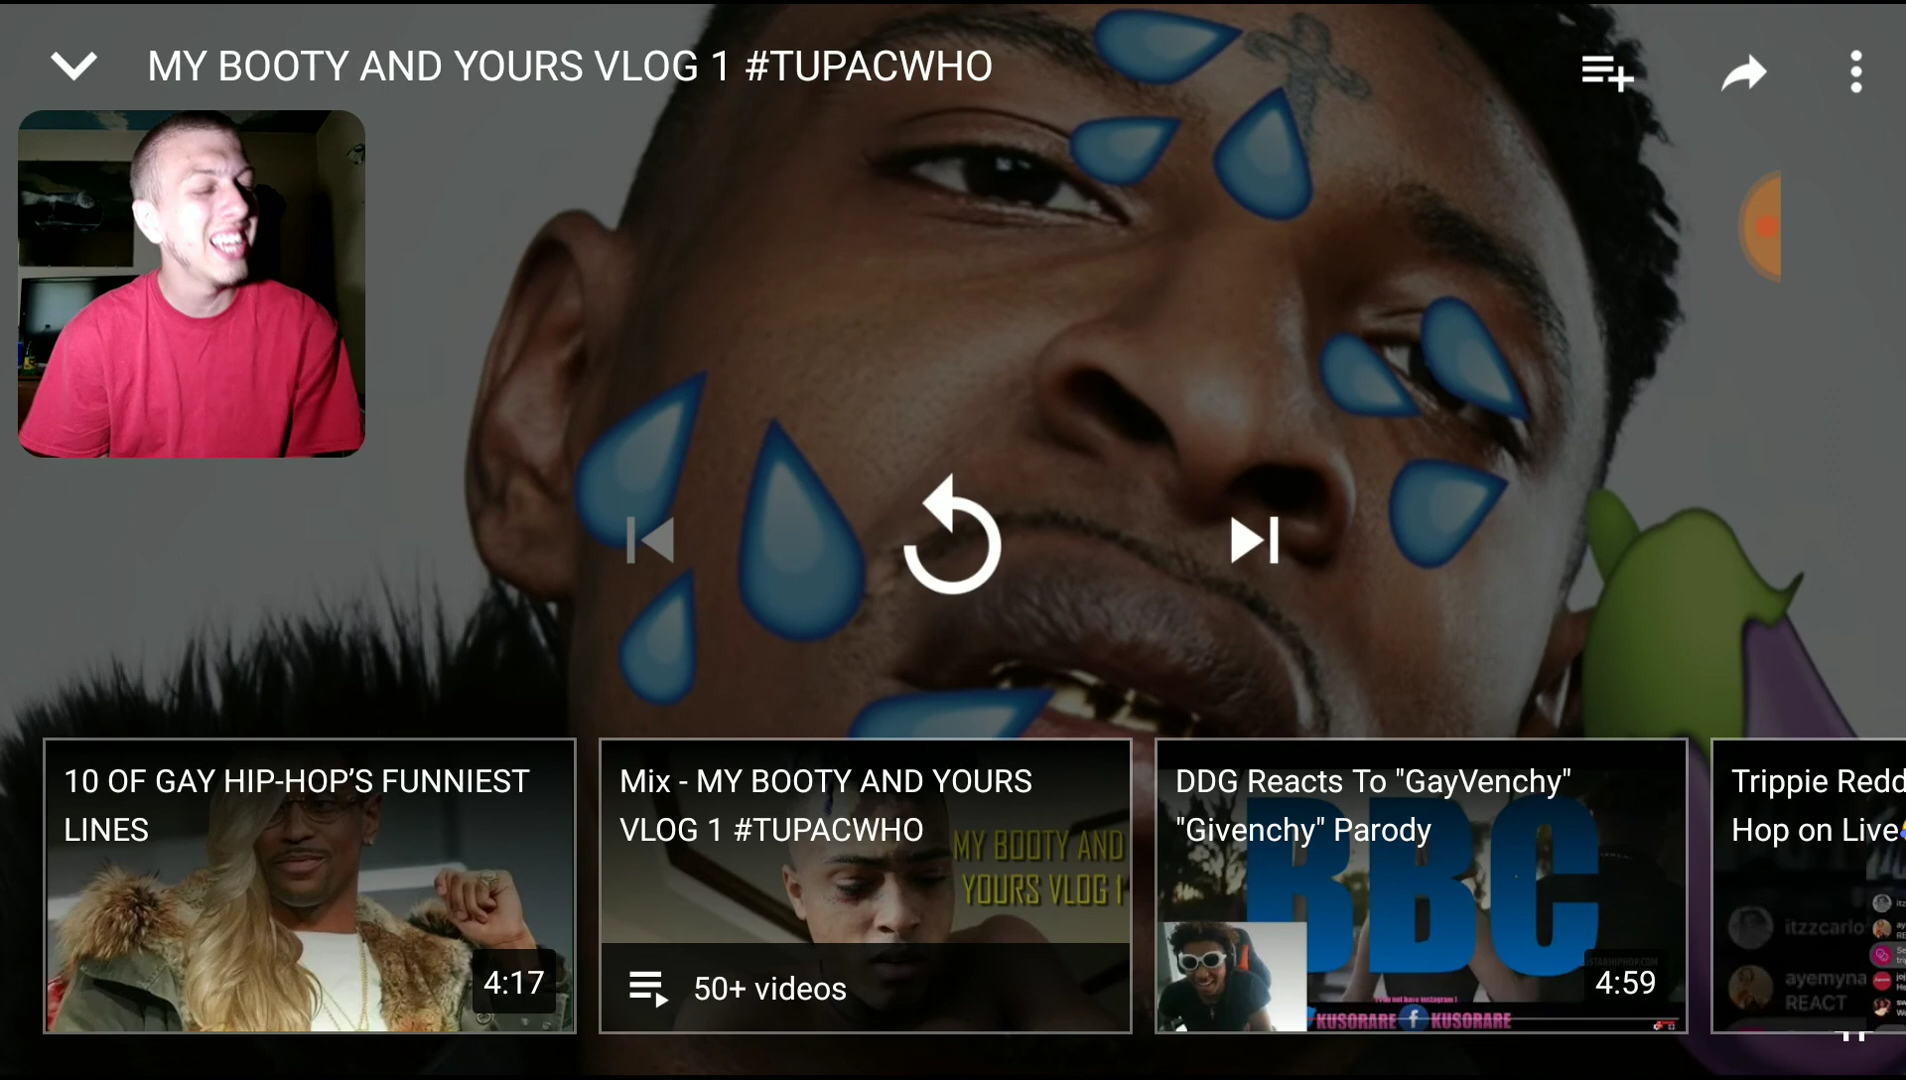 MY BOOTY AND YOURS VLOG 1 #TUPACWHO
10 OF GAY HIP-HOP’S FUNNIEST
LINES
4:17
Mix - MY BOOTY AND YOURS
VLOG 1 #TUPACWHO
MY BOOTY AND
YOURS VLOG 1
50+ videos
DDG Reacts To "GayVenchy"
"Givenchy" Parody
BBC
4:59
KUSORARE f KUSORARE
Trippie Redd
Hop on Live
itzzcarlo
ayemyna
REACT